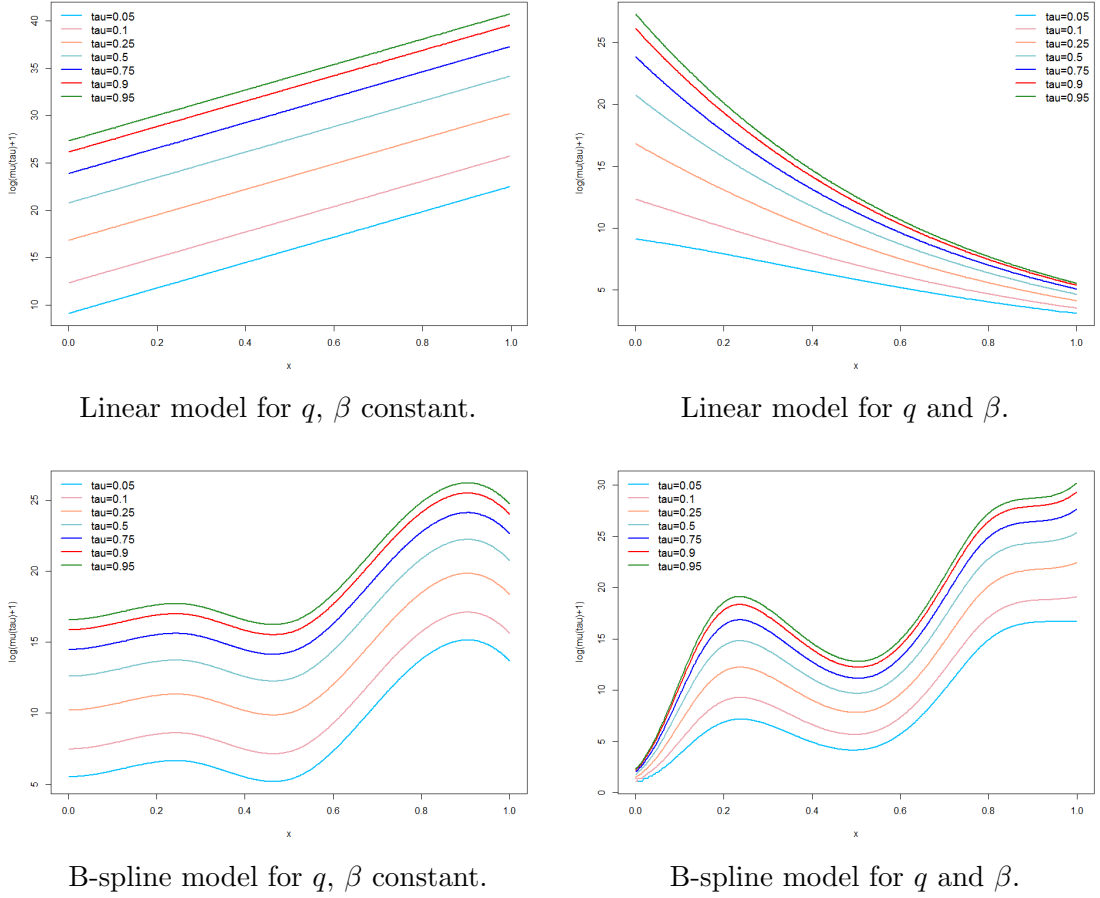 log(mu(tau)+1)
40
35
30
25
20
15
10
tau=0.05
tau=0.1
tau=0.25
tau=0.5
tau=0.75
tau=0.9
tau=0.95
0.0 0.2 0.4 0.6 0.8 1.0
x
Linear model for q, β constant.
log(mu(tau)+1)
25
20
15
10
5
tau=0.05
tau=0.1
tau=0.25
tau=0.5
tau=0.75
tau=0.9
tau=0.95
0.0 0.2 0.4 0.6 0.8 1.0
x
Linear model for q and β.
log(mu(tau)+1)
25
20
15
10
5
tau=0.05
tau=0.1
tau=0.25
tau=0.5
tau=0.75
tau=0.9
tau=0.95
0.0 0.2 0.4 0.6 0.8 1.0
x
B-spline model for q, β constant.
log(mu(tau)+1)
30
25
20
15
10
5
0
tau=0.05
tau=0.1
tau=0.25
tau=0.5
tau=0.75
tau=0.9
tau=0.95
0.0 0.2 0.4 0.6 0.8 1.0
x
B-spline model for q and β.